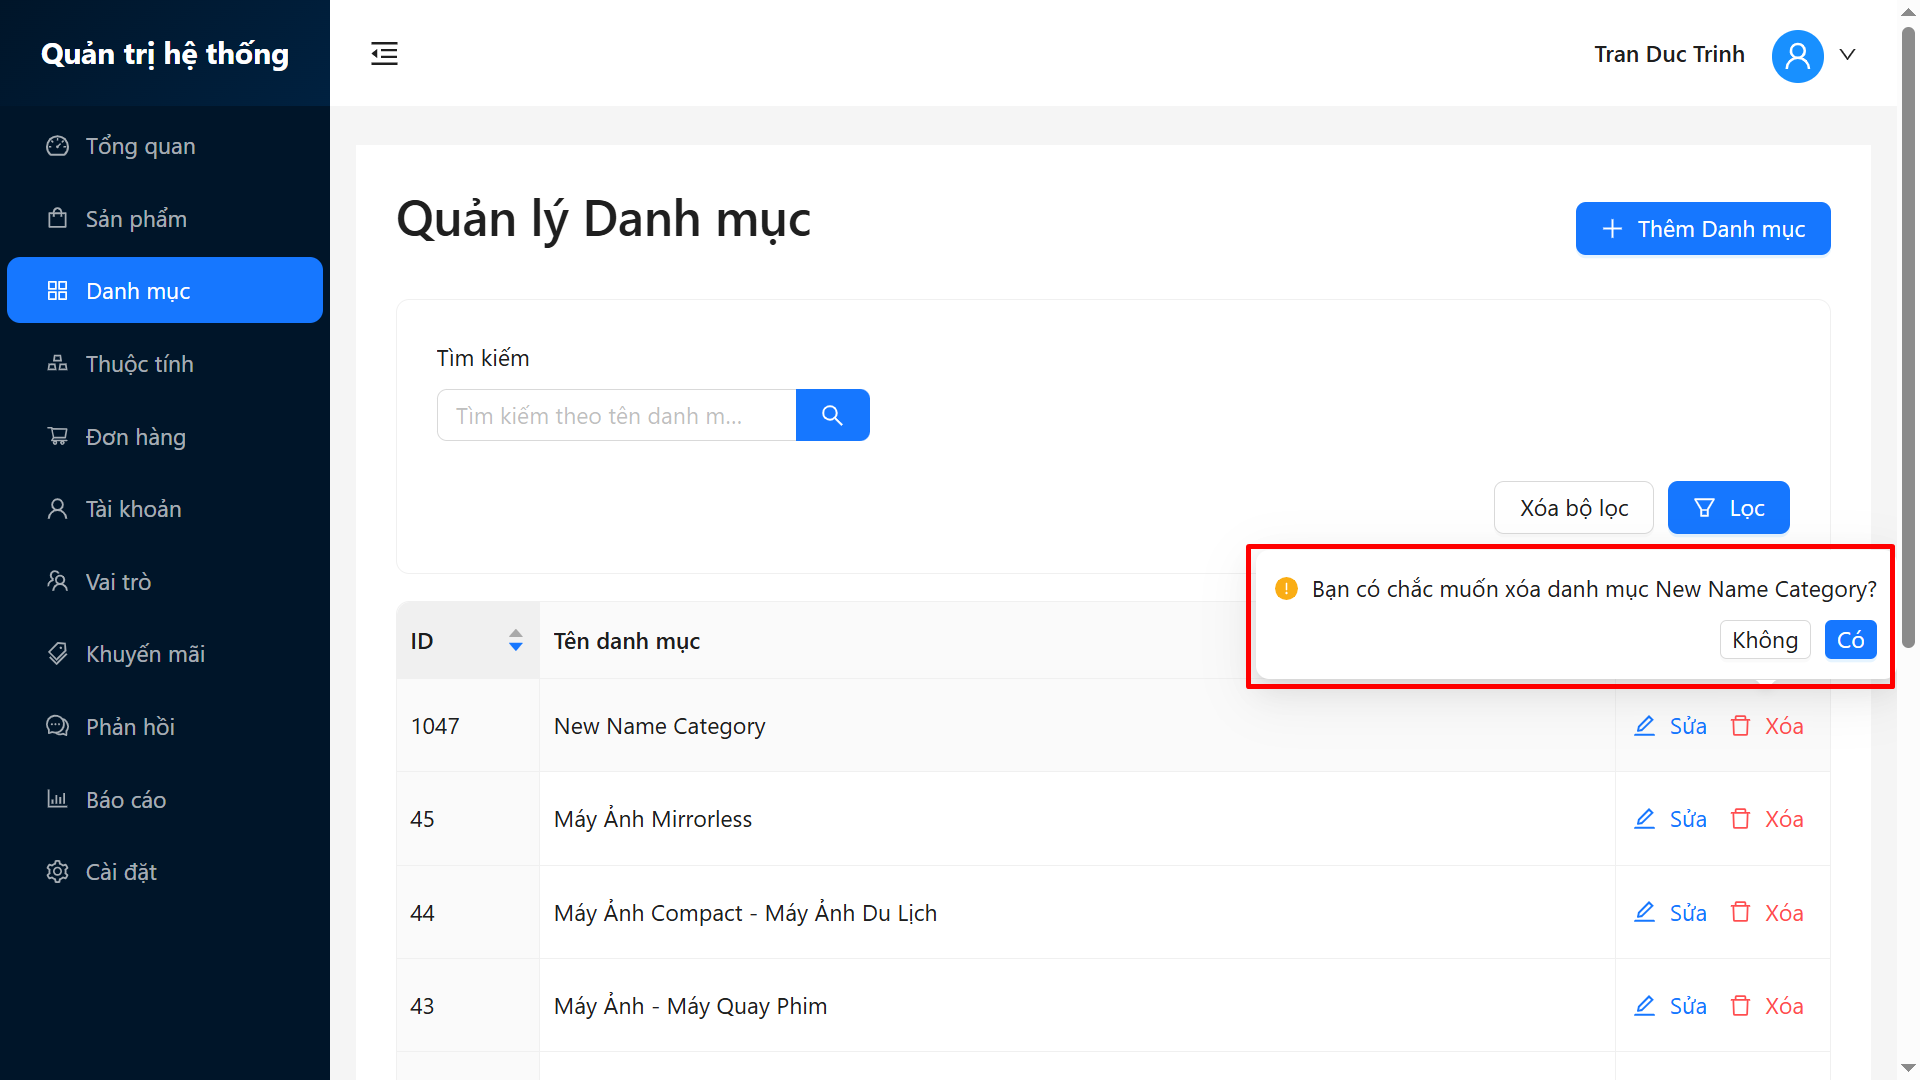 Quản trị hệ thống
Tran Duc Trinh
Tổng quan
Sản phẩm
Danh mục
Thuộc tính
Đơn hàng
Tài khoản
Vai trò
Khuyến mãi
Phản hồi
Báo cáo
Cài đặt
Quản lý Danh mục
Thêm Danh mục
Tìm kiếm
Tìm kiếm theo tên danh m...
Xóa bộ lọc
Lọc
Bạn có chắc muốn xóa danh mục New Name Category?
Không Có
ID Tên danh mục
1047 New Name Category Sửa Xóa
45 Máy Ảnh Mirrorless Sửa Xóa
44 Máy Ảnh Compact - Máy Ảnh Du Lịch Sửa Xóa
43 Máy Ảnh - Máy Quay Phim Sửa Xóa